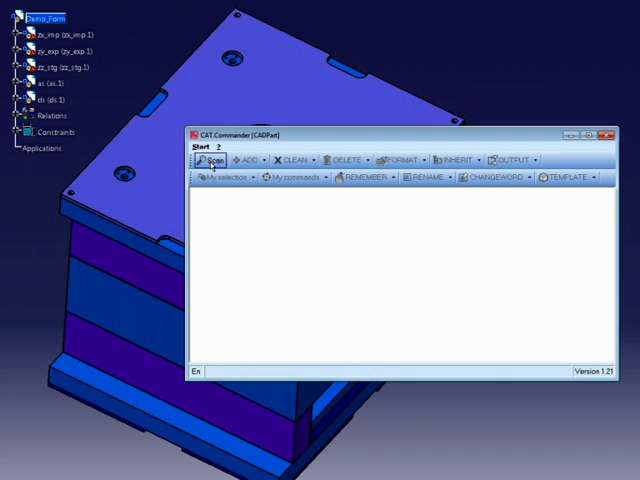 Demo_Form
zx_imp (zx_imp.1)
zy_exp (zy_exp.1)
zz_stg (zz_stg.1)
as (as.1)
ds (ds.1)
Relations
Constraints
Applications
CAT.Commander [CADPart]
Start ?
Scan ADD CLEAN DELETE FORMAT INHERIT OUTPUT
My selection My commands REMEMBER RENAME CHANGEWORD TEMPLATE
En Version 1.21